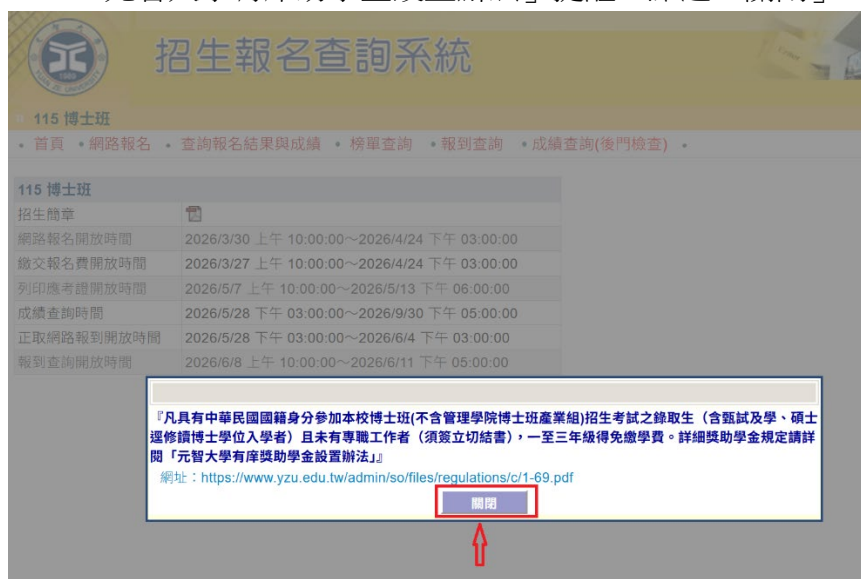 招生報名查詢系統
115 博士班
首頁 網路報名 查詢報名結果與成績 榜單查詢 報到查詢 成績查詢(後門檢查)
115 博士班
招生簡章
網路報名開放時間 2026/3/30 上午 10:00:00～2026/4/24 下午 03:00:00
繳交報名費開放時間 2026/3/27 上午 10:00:00～2026/4/24 下午 03:00:00
列印應考證開放時間 2026/5/7 上午 10:00:00～2026/5/13 下午 06:00:00
成績查詢時間 2026/5/28 下午 03:00:00～2026/9/30 下午 05:00:00
正取網路報到開放時間 2026/5/28 下午 03:00:00～2026/6/4 下午 03:00:00
報到查詢開放時間 2026/6/8 上午 10:00:00～2026/6/11 下午 05:00:00
『凡具有中華民國國籍身分參加本校博士班(不含管理學院博士班產業組)招生考試之錄取生（含甄試及學、碩士
逕修讀博士學位入學者）且未有專職工作者（須簽立切結書），一至三年級得免繳學費。詳細獎助學金規定請詳
閱「元智大學有庠獎助學金設置辦法」』
網址：https://www.yzu.edu.tw/admin/so/files/regulations/c/1-69.pdf
關閉